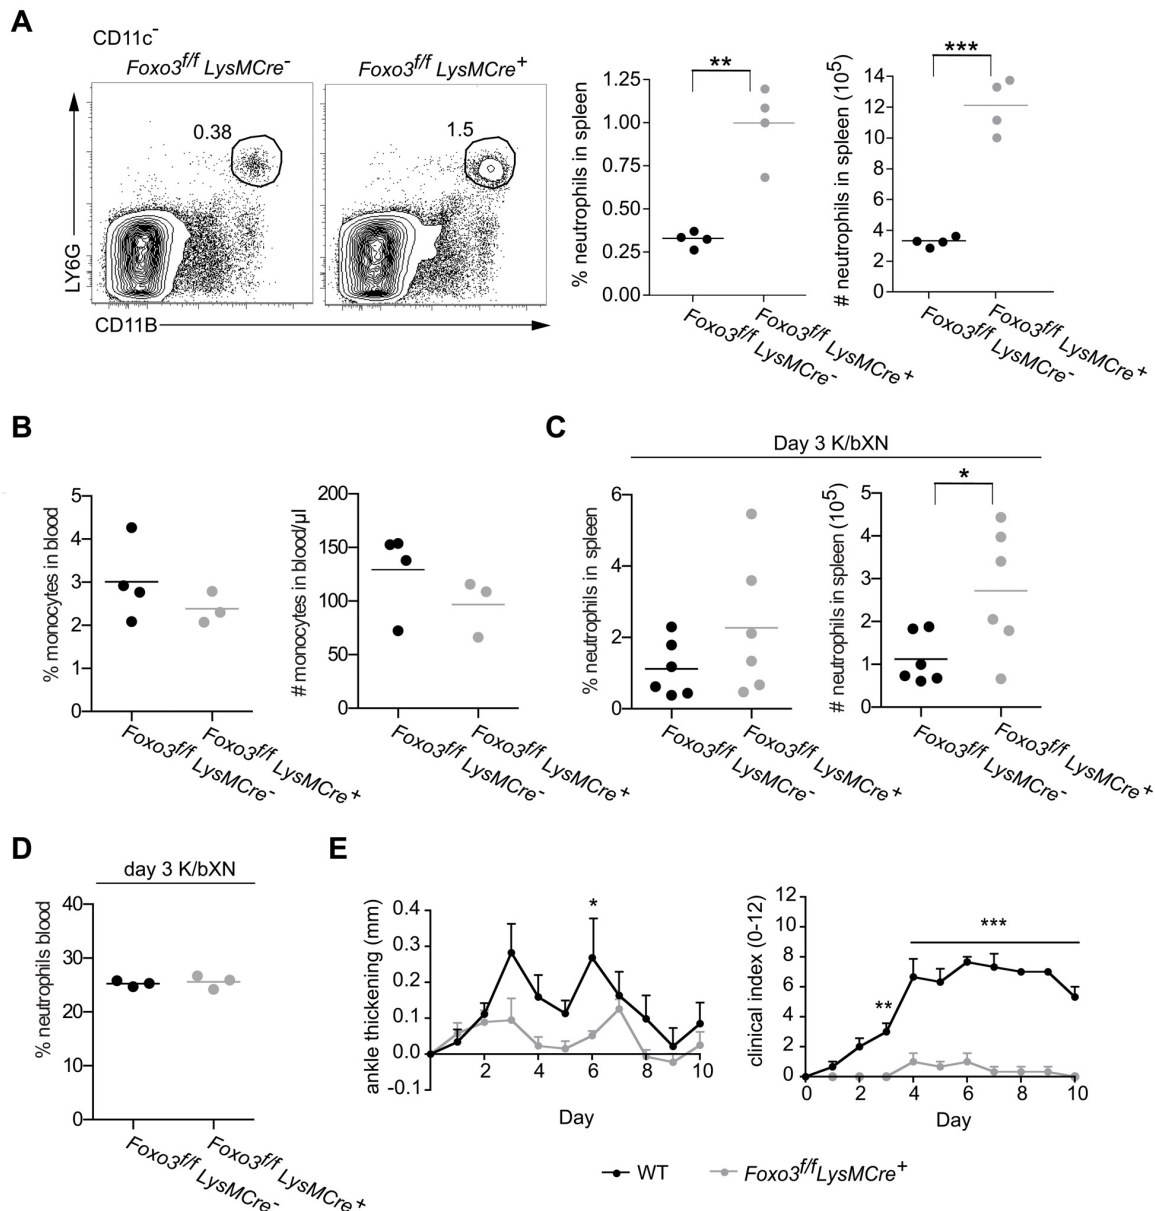 A
CD11c-
Foxo3f/f LysMCre-
Foxo3f/f LysMCre+
0.38
1.5
LY6G
CD11B
% neutrophils in spleen
1.25
1.00
0.75
0.50
0.25
0.00
**
Foxo3f/f LysMCre-
Foxo3f/f LysMCre+
# neutrophils in spleen (10^5)
14
12
10
8
6
4
2
0
***
Foxo3f/f LysMCre-
Foxo3f/f LysMCre+
B
% monocytes in blood
5
4
3
2
1
0
Foxo3f/f LysMCre-
Foxo3f/f LysMCre+
# monocytes in blood/µl
200
150
100
50
0
Foxo3f/f LysMCre-
Foxo3f/f LysMCre+
C
Day 3 K/bXN
% neutrophils in spleen
6
4
2
0
Foxo3f/f LysMCre-
Foxo3f/f LysMCre+
# neutrophils in spleen (10^5)
5
4
3
2
1
0
*
Foxo3f/f LysMCre-
Foxo3f/f LysMCre+
D
day 3 K/bXN
% neutrophils blood
40
30
20
10
0
Foxo3f/f LysMCre-
Foxo3f/f LysMCre+
E
ankle thickening (mm)
0.4
0.3
0.2
0.1
0.0
-0.1
*
2 4 6 8 10
Day
clinical index (0-12)
12
10
8
6
4
2
0
**
***
0 2 4 6 8 10
Day
WT
Foxo3f/fLysMCre+